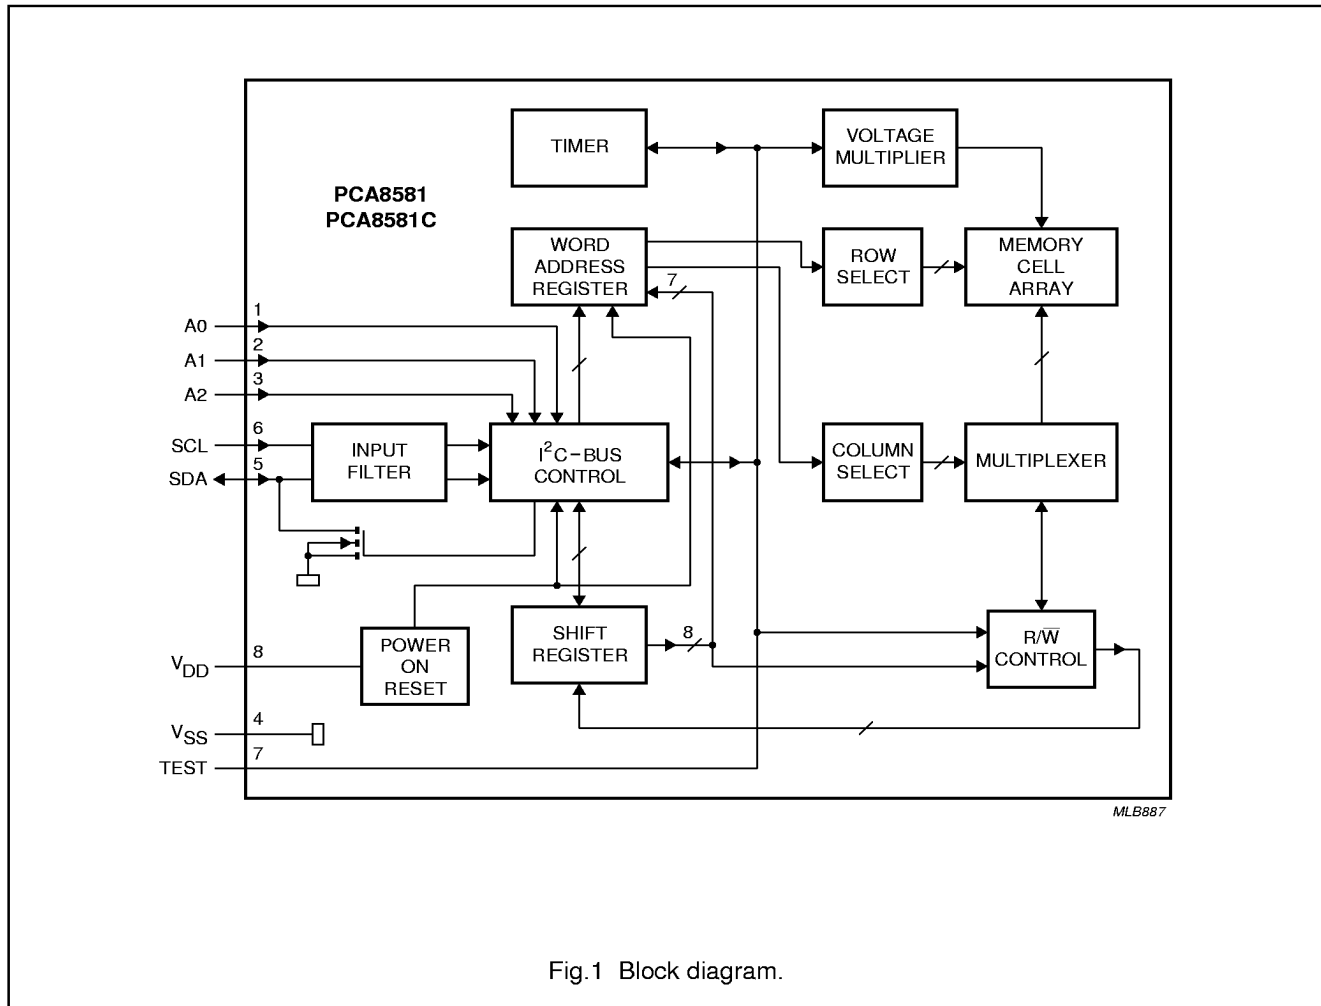 TIMER
VOLTAGE
MULTIPLIER
PCA8581
PCA8581C
WORD
ADDRESS
REGISTER
ROW
SELECT
MEMORY
CELL
ARRAY
7
A0
1
A1
2
A2
3
SCL
6
SDA
5
INPUT
FILTER
I²C–BUS
CONTROL
COLUMN
SELECT
MULTIPLEXER
POWER
ON
RESET
SHIFT
REGISTER
8
R/W̅
CONTROL
VDD
8
VSS
4
TEST
7
MLB887
Fig.1 Block diagram.